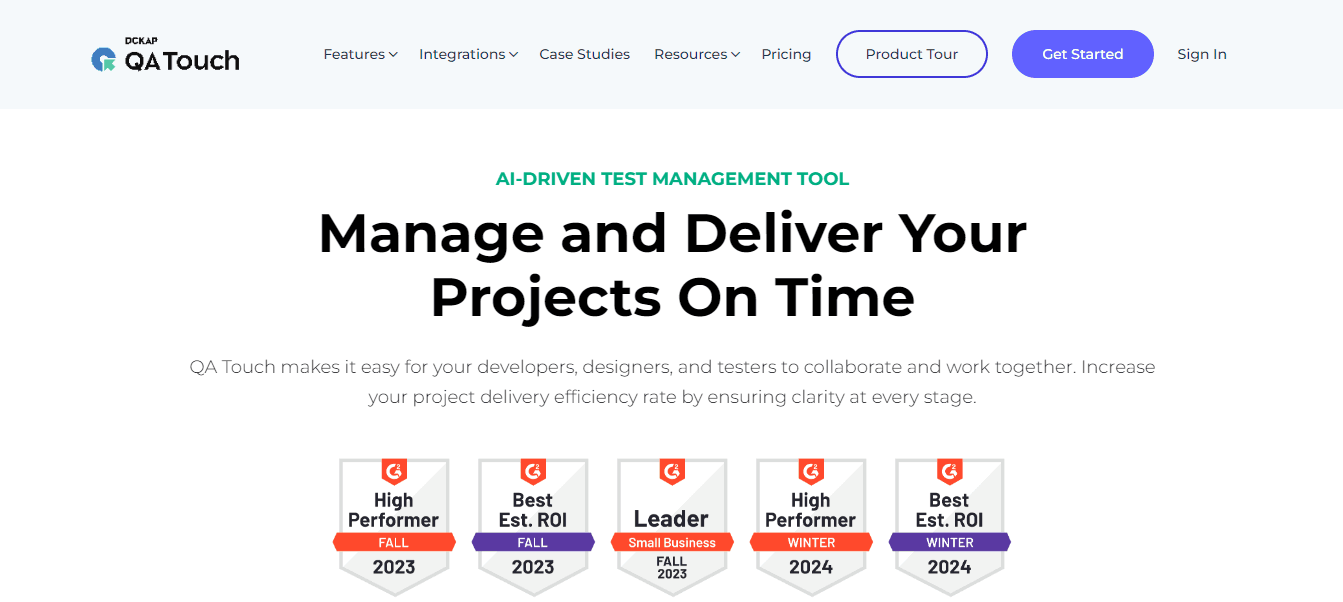 DCKAP
QA Touch
Features Integrations Case Studies Resources Pricing Product Tour Get Started Sign In
AI-DRIVEN TEST MANAGEMENT TOOL
Manage and Deliver Your
Projects On Time
QA Touch makes it easy for your developers, designers, and testers to collaborate and work together. Increase
your project delivery efficiency rate by ensuring clarity at every stage.
G2
High
Performer
FALL
2023
G2
Best
Est. ROI
FALL
2023
G2
Leader
Small Business
FALL
2023
G2
High
Performer
WINTER
2024
G2
Best
Est. ROI
WINTER
2024